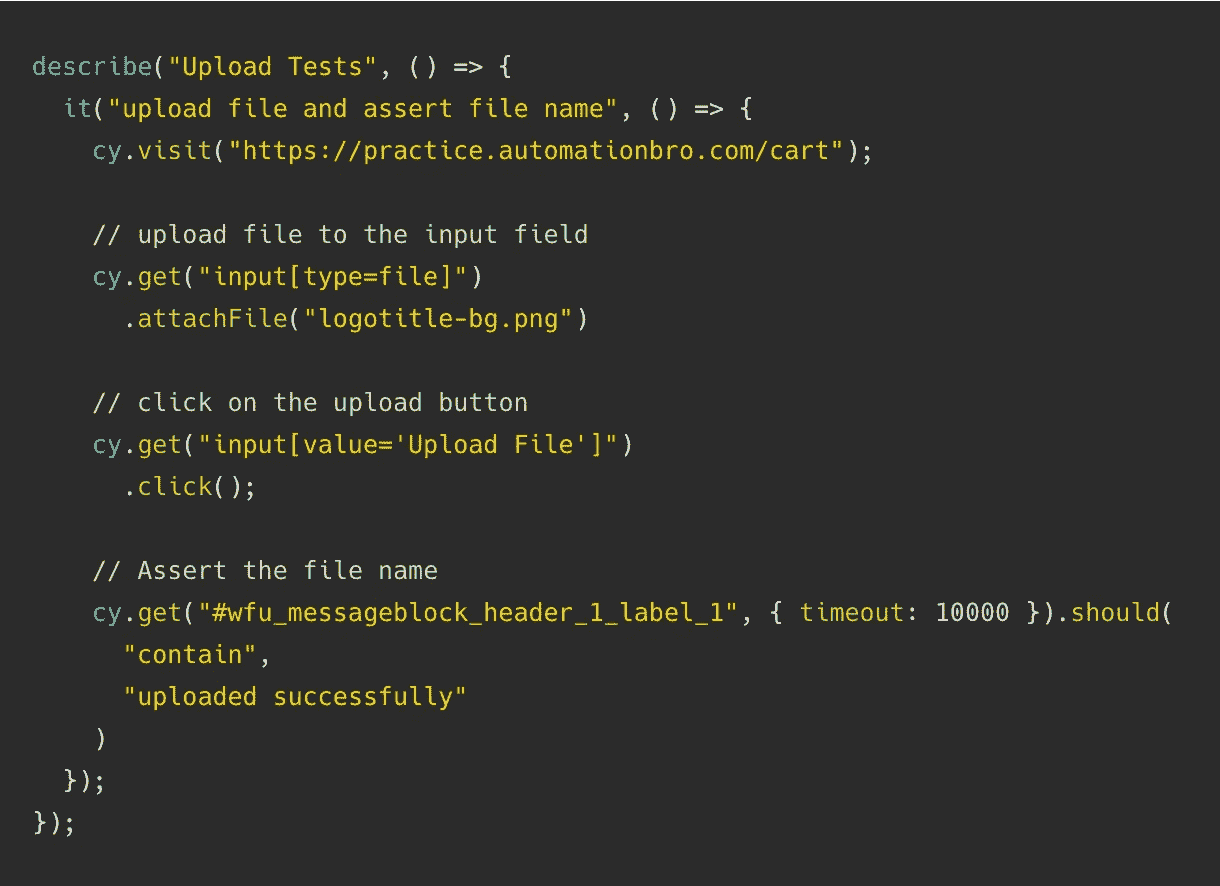 describe("Upload Tests", () => {
  it("upload file and assert file name", () => {
    cy.visit("https://practice.automationbro.com/cart");

    // upload file to the input field
    cy.get("input[type=file]")
      .attachFile("logotitle-bg.png")

    // click on the upload button
    cy.get("input[value='Upload File']")
      .click();

    // Assert the file name
    cy.get("#wfu_messageblock_header_1_label_1", { timeout: 10000 }).should(
      "contain",
      "uploaded successfully"
    )
  });
});